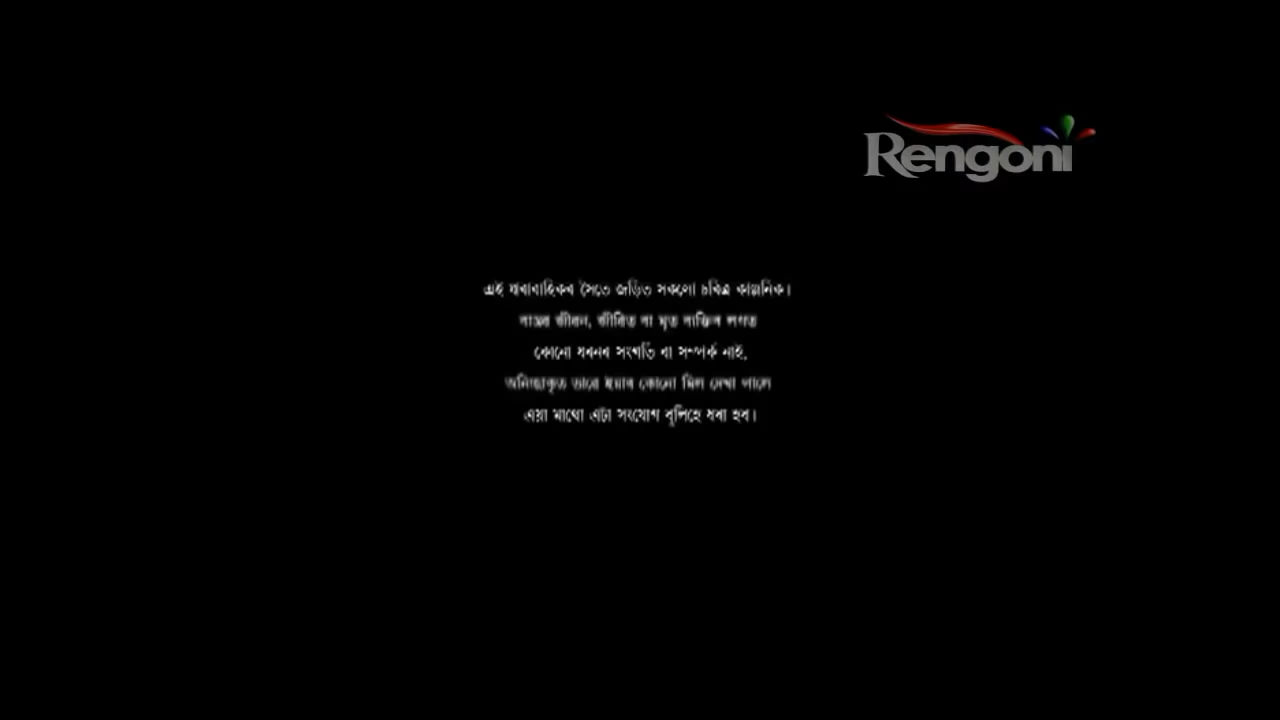 Rengoni
এই ধাৰাবাহিকৰ সৈতে জড়িত সকলো চৰিত্ৰ কাল্পনিক।
বাস্তৱ জীৱন, জীৱিত বা মৃত ব্যক্তিৰ লগত
কোনো ধৰনৰ সংগতি বা সম্পৰ্ক নাই,
অনিচ্ছাকৃত ভাবে ইয়াৰ কোনো মিল দেখা পালে
এয়া মাথো এটা সংযোগ বুলিহে ধৰা হব।